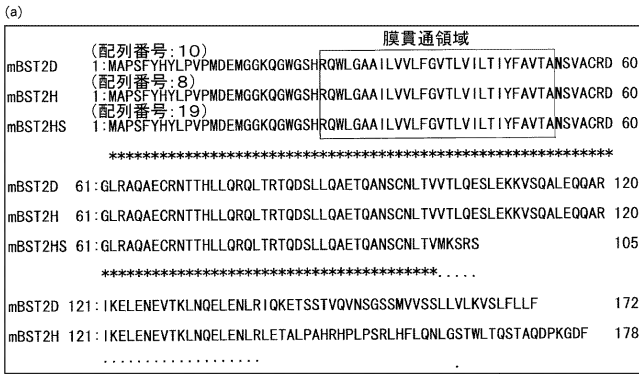 (a)
膜貫通領域
(配列番号:10)
mBST2D 1:MAPSFYHYLPVPMDEMGGKQGWGSHRQWLGAAILVVLFGVTLVILTIYFAVTANSVACRD 60
(配列番号:8)
mBST2H 1:MAPSFYHYLPVPMDEMGGKQGWGSHRQWLGAAILVVLFGVTLVILTIYFAVTANSVACRD 60
(配列番号:19)
mBST2HS 1:MAPSFYHYLPVPMDEMGGKQGWGSHRQWLGAAILVVLFGVTLVILTIYFAVTANSVACRD 60
************************************************************
mBST2D 61:GLRAQAECRNTTHLLQRQLTRTQDSLLQAETQANSCNLTVVTLQESLEKKVSQALEQQAR 120
mBST2H 61:GLRAQAECRNTTHLLQRQLTRTQDSLLQAETQANSCNLTVVTLQESLEKKVSQALEQQAR 120
mBST2HS 61:GLRAQAECRNTTHLLQRQLTRTQDSLLQAETQANSCNLTVMKSRS 105
****************************************.....
mBST2D 121:IKELENEVTKLNQELENLRIQKETSSTVQVNSGSSMVVSSLLVLKVSLFLLF 172
mBST2H 121:IKELENEVTKLNQELENLRLETALPAHRHPLPSRLHFLQNLGSTWLTQSTAQDPKGDF 178
................... .